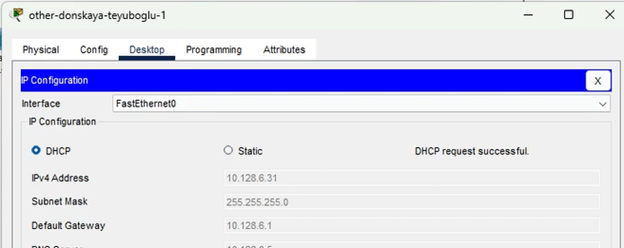 other-donskaya-teyuboglu-1
Physical Config Desktop Programming Attributes
IP Configuration X
Interface FastEthernet0
IP Configuration
DHCP Static DHCP request successful.
IPv4 Address 10.128.6.31
Subnet Mask 255.255.255.0
Default Gateway 10.128.6.1